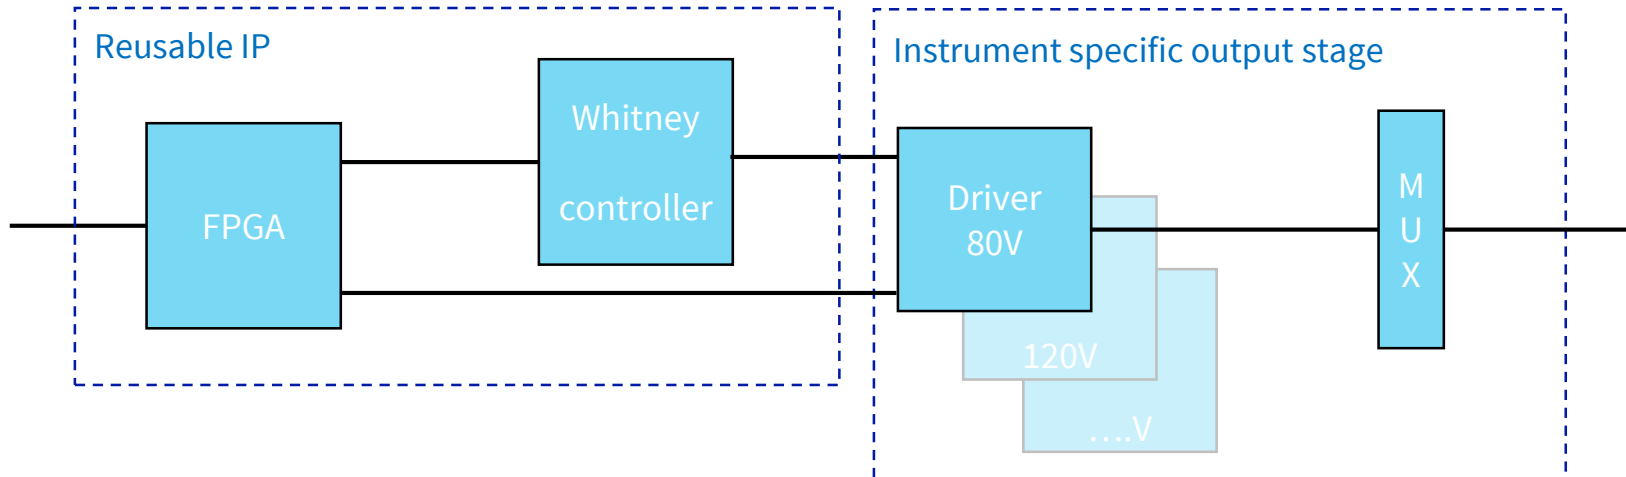 Reusable IP
FPGA
Whitney
controller
Instrument specific output stage
Driver
80V
120V
....V
M
U
X